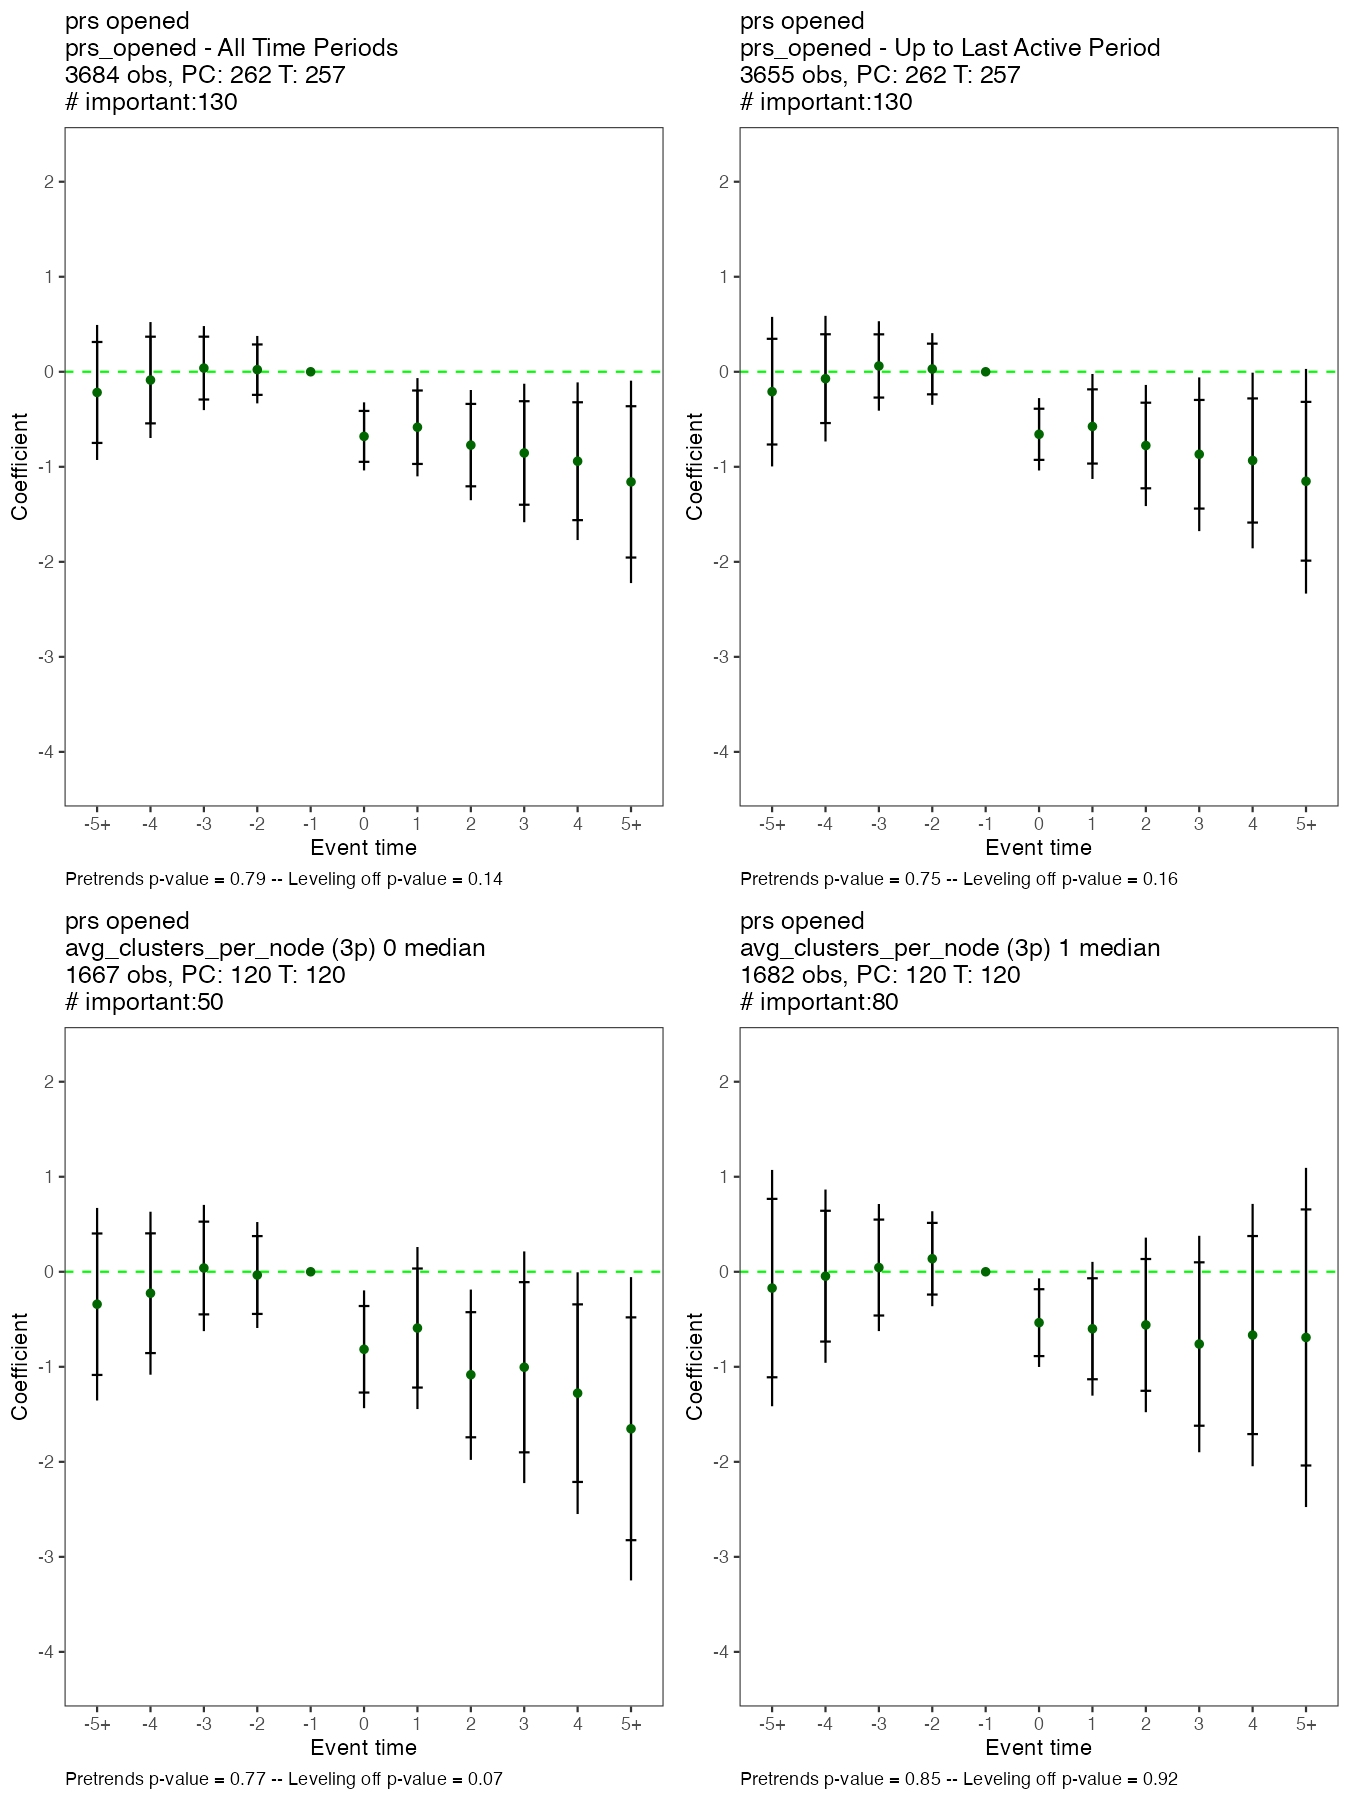 prs opened
prs_opened - All Time Periods
3684 obs, PC: 262 T: 257
# important:130
2
1
0
-1
-2
-3
-4
Coefficient
-5+ -4 -3 -2 -1 0 1 2 3 4 5+
Event time
Pretrends p-value = 0.79 -- Leveling off p-value = 0.14
prs opened
prs_opened - Up to Last Active Period
3655 obs, PC: 262 T: 257
# important:130
2
1
0
-1
-2
-3
-4
Coefficient
-5+ -4 -3 -2 -1 0 1 2 3 4 5+
Event time
Pretrends p-value = 0.75 -- Leveling off p-value = 0.16
prs opened
avg_clusters_per_node (3p) 0 median
1667 obs, PC: 120 T: 120
# important:50
2
1
0
-1
-2
-3
-4
Coefficient
-5+ -4 -3 -2 -1 0 1 2 3 4 5+
Event time
Pretrends p-value = 0.77 -- Leveling off p-value = 0.07
prs opened
avg_clusters_per_node (3p) 1 median
1682 obs, PC: 120 T: 120
# important:80
2
1
0
-1
-2
-3
-4
Coefficient
-5+ -4 -3 -2 -1 0 1 2 3 4 5+
Event time
Pretrends p-value = 0.85 -- Leveling off p-value = 0.92